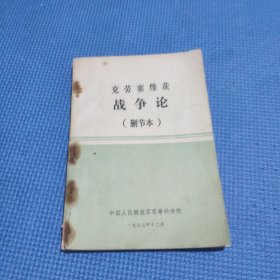 克劳塞维茨
战争论
（删节本）
中国人民解放军军事科学院
一九七七年十二月